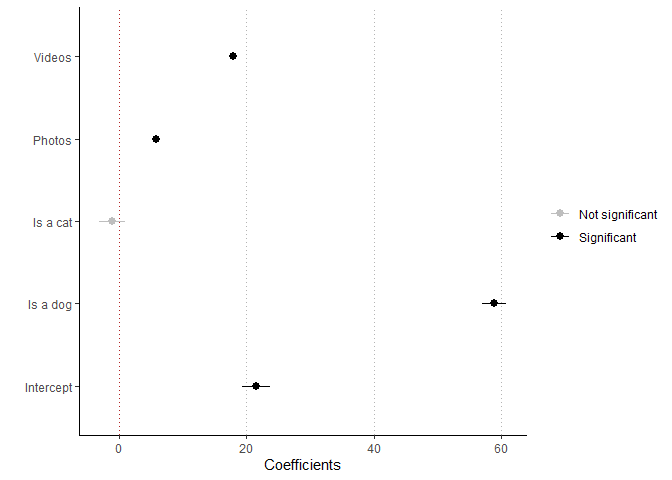 Videos
Photos
Is a cat
Is a dog
Intercept
0 20 40 60
Coefficients
Not significant
Significant